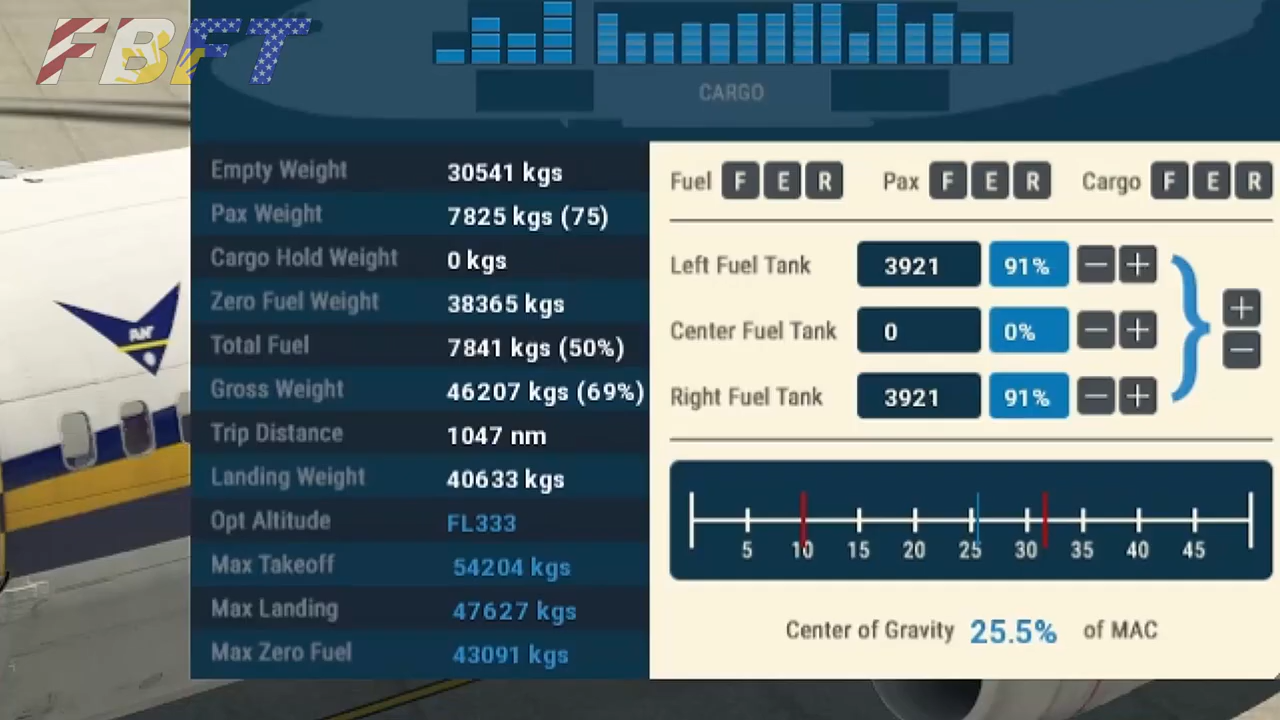 FBFT
CARGO
Empty Weight 30541 kgs
Pax Weight 7825 kgs (75)
Cargo Hold Weight 0 kgs
Zero Fuel Weight 38365 kgs
Total Fuel 7841 kgs (50%)
Gross Weight 46207 kgs (69%)
Trip Distance 1047 nm
Landing Weight 40633 kgs
Opt Altitude FL333
Max Takeoff 54204 kgs
Max Landing 47627 kgs
Max Zero Fuel 43091 kgs
Fuel F E R Pax F E R Cargo F E R
Left Fuel Tank 3921 91% − +
Center Fuel Tank 0 0% − +
Right Fuel Tank 3921 91% − +
+
−
5 10 15 20 25 30 35 40 45
Center of Gravity 25.5% of MAC